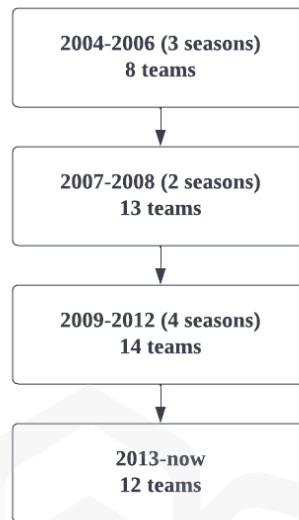 2004-2006 (3 seasons)
8 teams
2007-2008 (2 seasons)
13 teams
2009-2012 (4 seasons)
14 teams
2013-now
12 teams